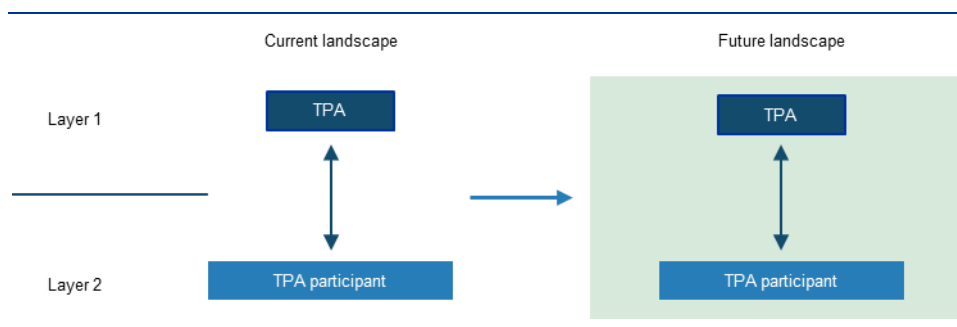 Current landscape
Future landscape
Layer 1
TPA
TPA
Layer 2
TPA participant
TPA participant